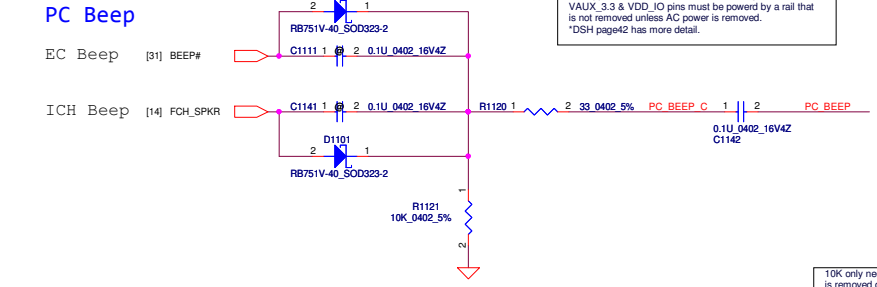 PC Beep
VAUX_3.3 & VDD_IO pins must be powerd by a rail that
is not removed unless AC power is removed.
*DSH page42 has more detail.
2 1
RB751V-40_SOD323-2
EC Beep [31] BEEP# C1111 1 @ 2 0.1U_0402_16V4Z
ICH Beep [14] FCH_SPKR C1141 1 @ 2 0.1U_0402_16V4Z R1120 1 2 33_0402_5% PC_BEEP_C 1 2 PC_BEEP
0.1U_0402_16V4Z
C1142
D1101
2 1
RB751V-40_SOD323-2
1
R1121
10K_0402_5%
2
10K only ne
is removed